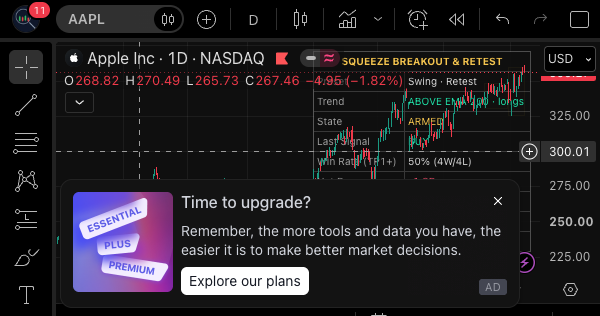 11
AAPL
D
Apple Inc · 1D · NASDAQ
SQUEEZE BREAKOUT & RETEST
USD
O268.82 H270.49 L265.73 C267.46 −4.95 (−1.82%)
Swing · Retest
Trend ABOVE EMA 200 · longs
325.00
State ARMED
Last Signal
300.01
Win Rate (TP1+) 50% (4W/4L)
275.00
Time to upgrade?
ESSENTIAL
PLUS
PREMIUM
Remember, the more tools and data you have, the
easier it is to make better market decisions.
250.00
225.00
Explore our plans
AD